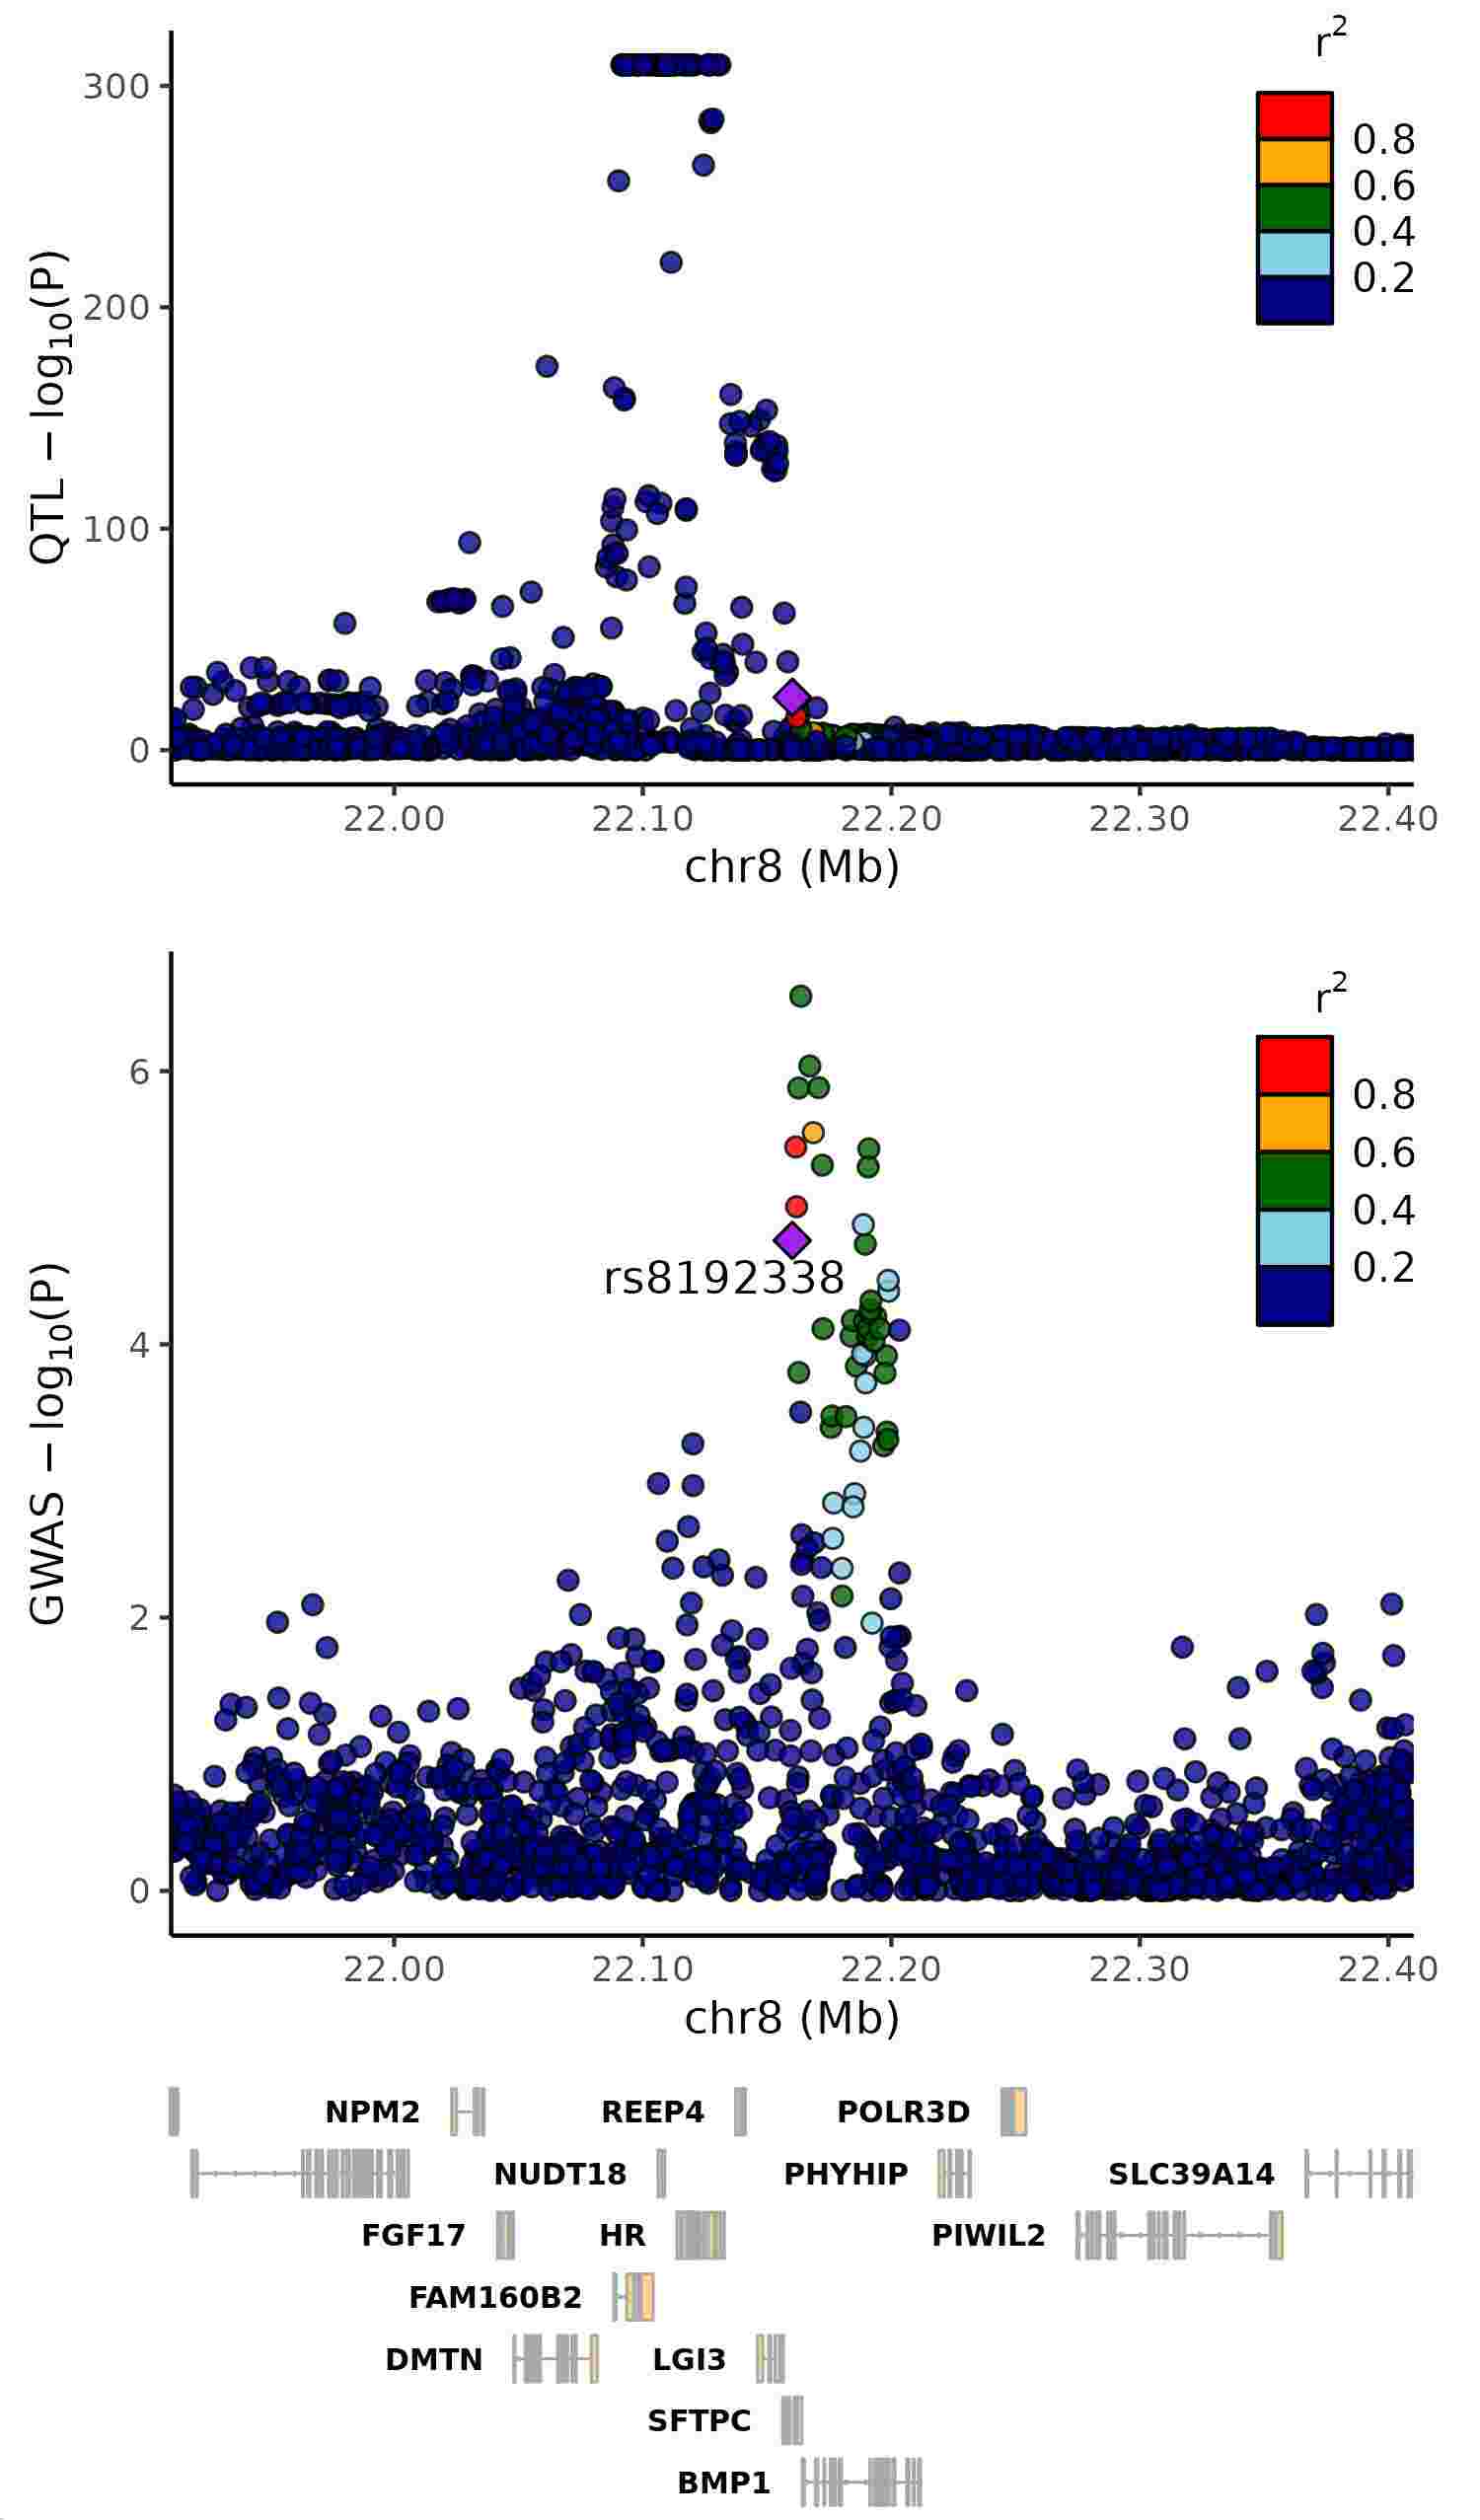 r2
300
200
100
0
0.8
0.6
0.4
0.2
QTL −log10(P)
22.00 22.10 22.20 22.30 22.40
chr8 (Mb)
r2
6
4
2
0
0.8
0.6
0.4
0.2
GWAS −log10(P)
rs8192338
22.00 22.10 22.20 22.30 22.40
chr8 (Mb)
NPM2 REEP4 POLR3D
NUDT18 PHYHIP SLC39A14
FGF17 HR PIWIL2
FAM160B2
DMTN LGI3
SFTPC
BMP1